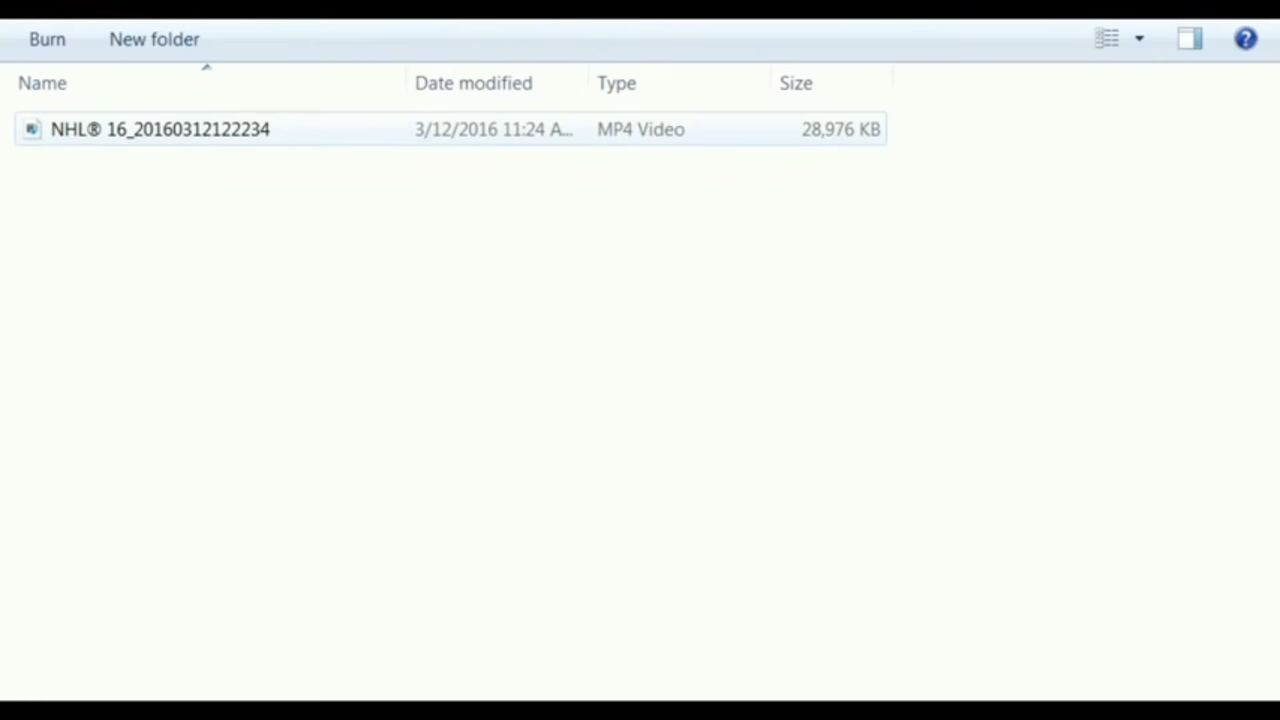 Burn New folder
Name Date modified Type Size
NHL® 16_20160312122234 3/12/2016 11:24 A... MP4 Video 28,976 KB